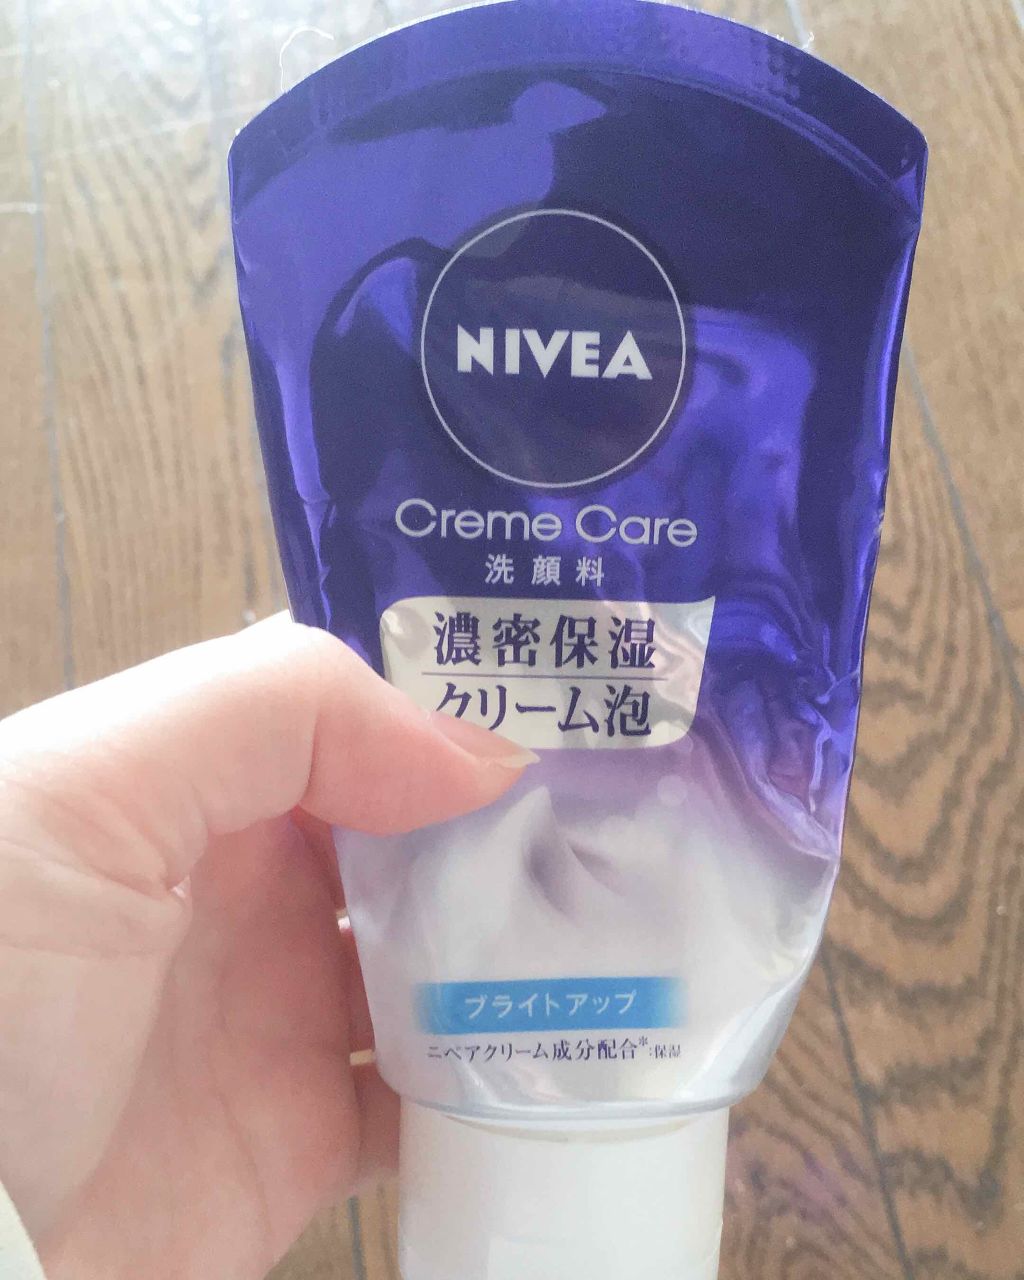 NIVEA
Creme Care
洗顔料
濃密保湿
クリーム泡
ブライトアップ
ニベアクリーム成分配合*:保湿